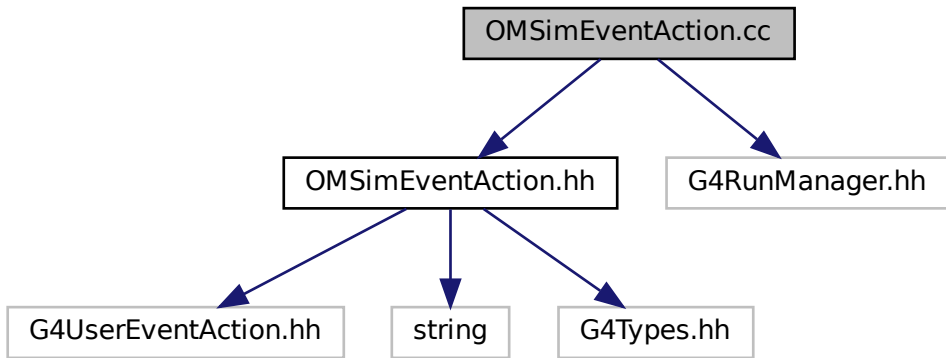 OMSimEventAction.cc
OMSimEventAction.hh
G4RunManager.hh
G4UserEventAction.hh
string
G4Types.hh